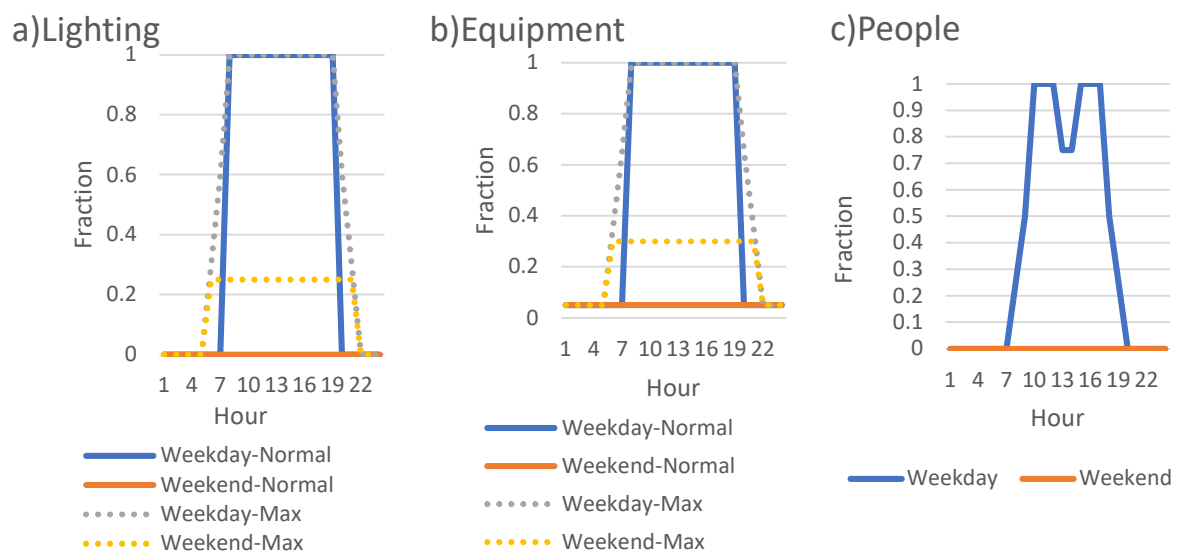 a)Lighting
1
0.8
0.6
0.4
0.2
0
Fraction
1 4 7 10 13 16 19 22
Hour
Weekday-Normal
Weekend-Normal
Weekday-Max
Weekend-Max
b)Equipment
1
0.8
0.6
0.4
0.2
0
Fraction
1 4 7 10 13 16 19 22
Hour
Weekday-Normal
Weekend-Normal
Weekday-Max
Weekend-Max
c)People
1
0.9
0.8
0.7
0.6
0.5
0.4
0.3
0.2
0.1
0
Fraction
1 4 7 10 13 16 19 22
Hour
Weekday Weekend